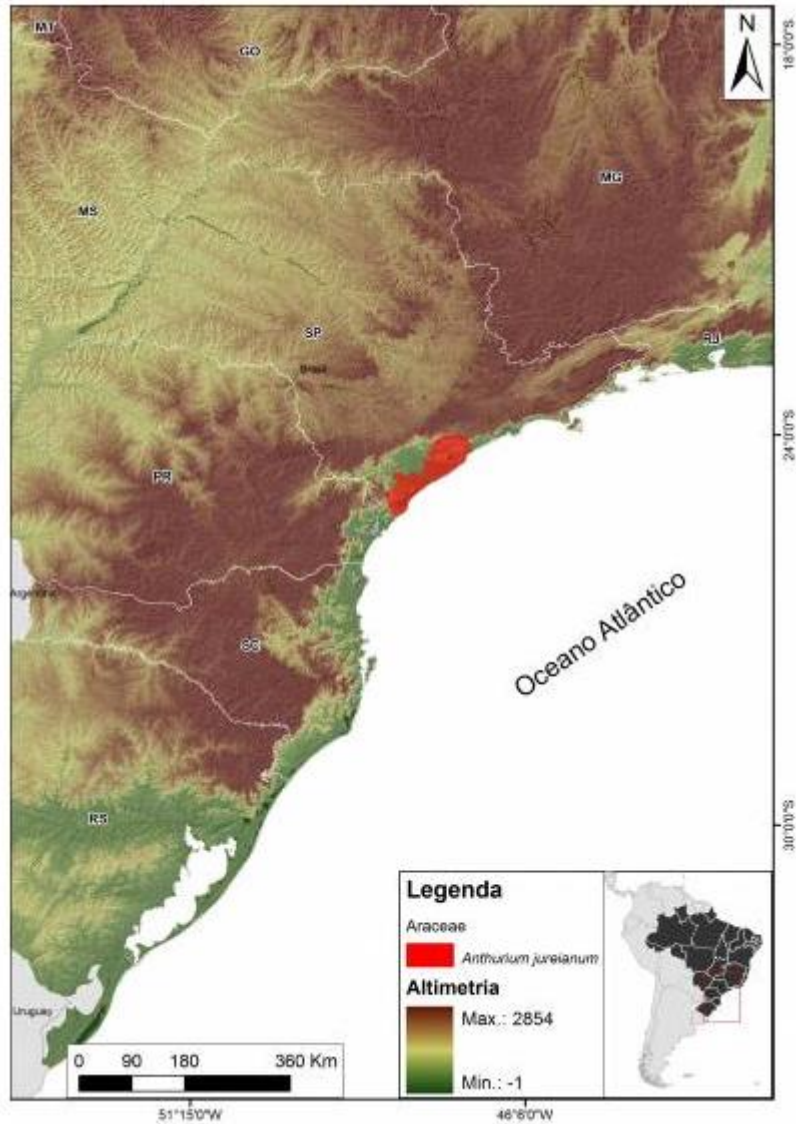 MT
GO
N
18°0'0"S
MG
MS
SP
RJ
Brasil
24°0'0"S
PR
Argentina
SC
Oceano Atlântico
RS
30°0'0"S
Legenda
Araceae
Anthurium jureianum
Altimetria
Max.: 2854
Min.: -1
Uruguay
0 90 180 360 Km
51°15'0"W
46°6'0"W